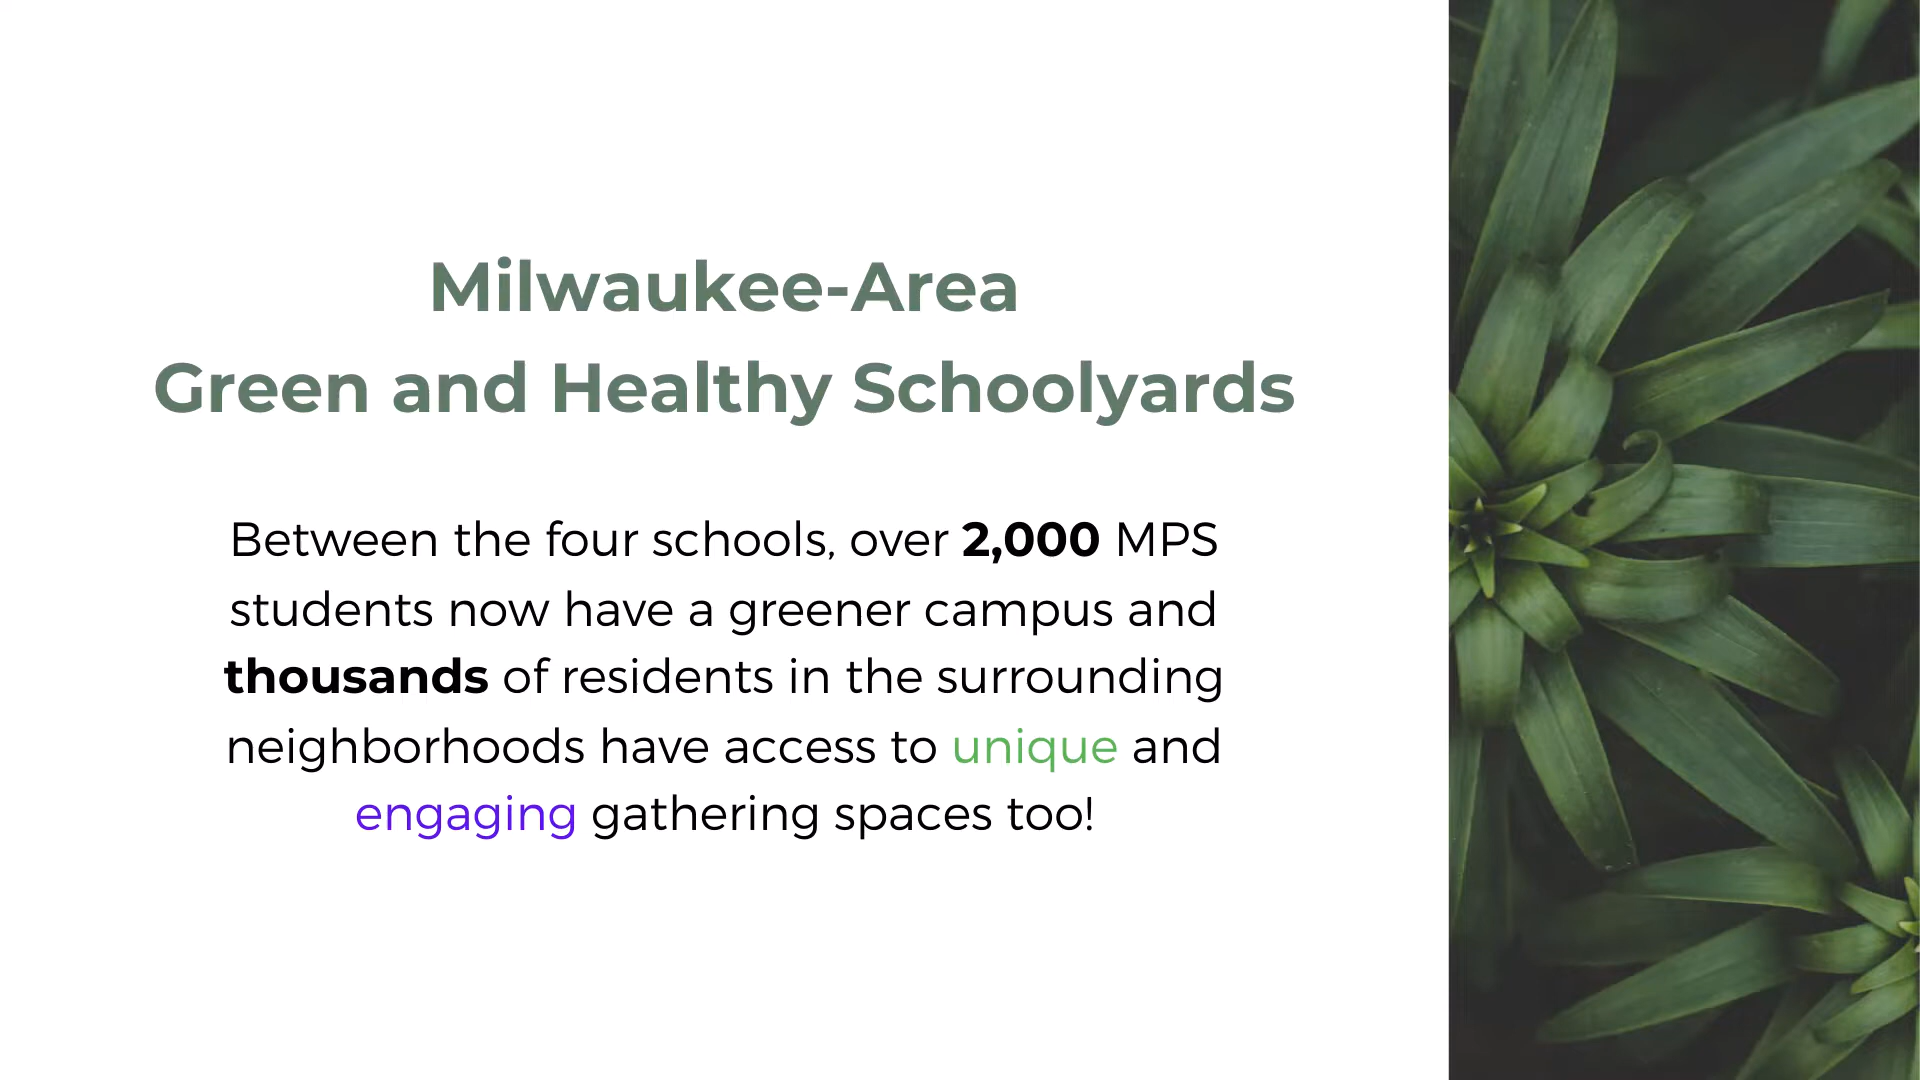 Milwaukee-Area
Green and Healthy Schoolyards
Between the four schools, over 2,000 MPS
students now have a greener campus and
thousands of residents in the surrounding
neighborhoods have access to unique and
engaging gathering spaces too!